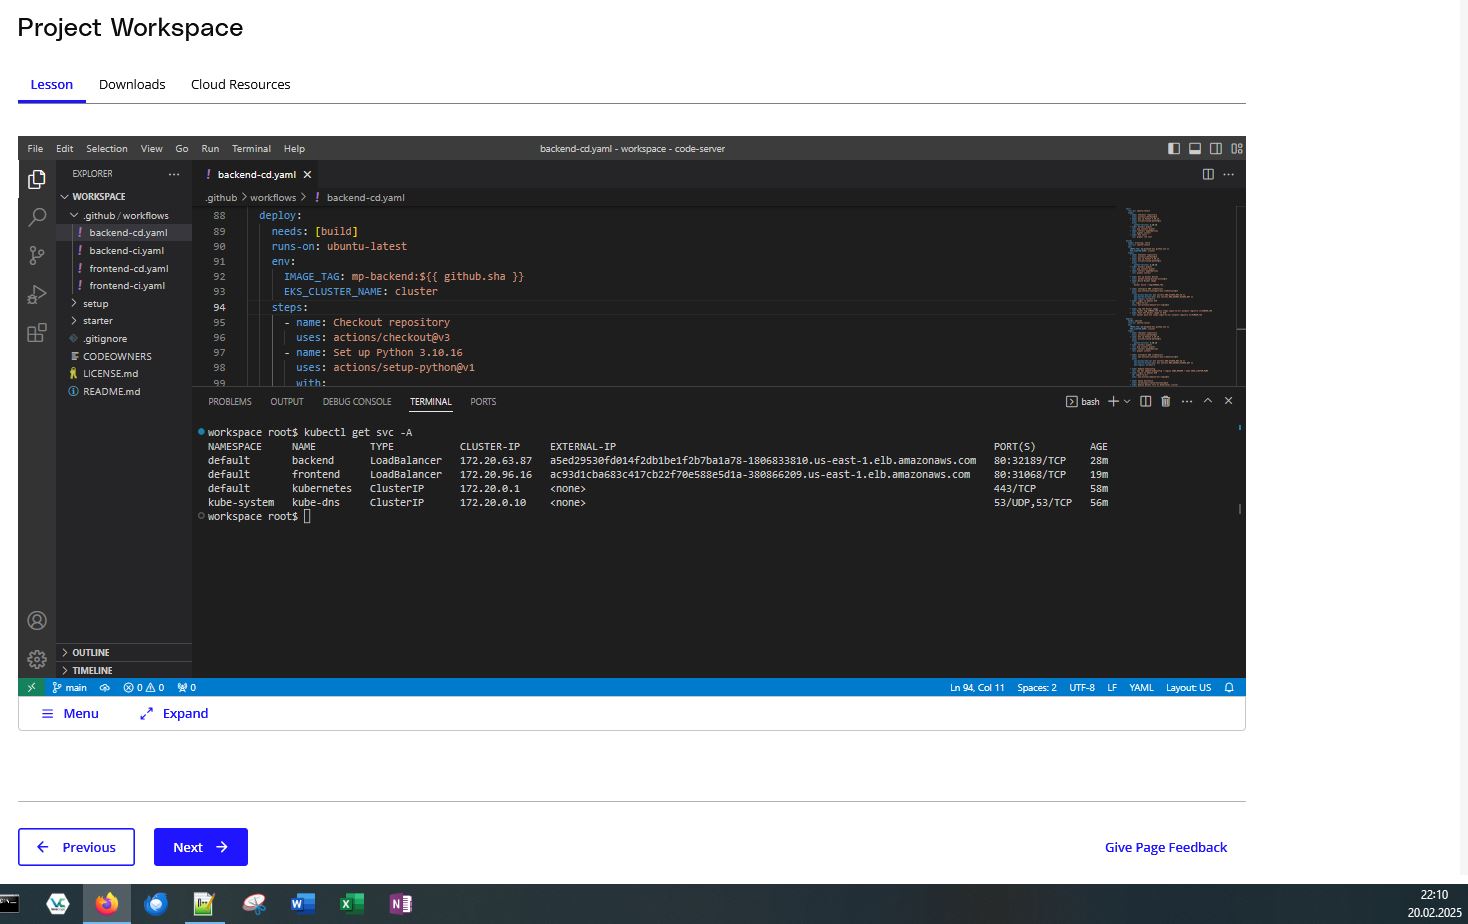 Project Workspace
Lesson Downloads Cloud Resources
File Edit Selection View Go Run Terminal Help backend-cd.yaml - workspace - code-server
EXPLORER
WORKSPACE
.github / workflows
backend-cd.yaml
backend-ci.yaml
frontend-cd.yaml
frontend-ci.yaml
setup
starter
.gitignore
CODEOWNERS
LICENSE.md
README.md
OUTLINE
TIMELINE
! backend-cd.yaml
.github > workflows > ! backend-cd.yaml
88 deploy:
89 needs: [build]
90 runs-on: ubuntu-latest
91 env:
92 IMAGE_TAG: mp-backend:${{ github.sha }}
93 EKS_CLUSTER_NAME: cluster
94 steps:
95 - name: Checkout repository
96 uses: actions/checkout@v3
97 - name: Set up Python 3.10.16
98 uses: actions/setup-python@v1
99 with:
PROBLEMS OUTPUT DEBUG CONSOLE TERMINAL PORTS bash
workspace root$ kubectl get svc -A
NAMESPACE NAME TYPE CLUSTER-IP EXTERNAL-IP PORT(S) AGE
default backend LoadBalancer 172.20.63.87 a5ed29530fd014f2db1be1f2b7ba1a78-1806833810.us-east-1.elb.amazonaws.com 80:32189/TCP 28m
default frontend LoadBalancer 172.20.96.16 ac93d1cba683c417cb22f70e588e5d1a-380866209.us-east-1.elb.amazonaws.com 80:31068/TCP 19m
default kubernetes ClusterIP 172.20.0.1 <none> 443/TCP 58m
kube-system kube-dns ClusterIP 172.20.0.10 <none> 53/UDP,53/TCP 56m
workspace root$
main 0 0 0 Ln 94, Col 11 Spaces: 2 UTF-8 LF YAML Layout: US
Menu Expand
Previous Next Give Page Feedback
22:10
20.02.2025